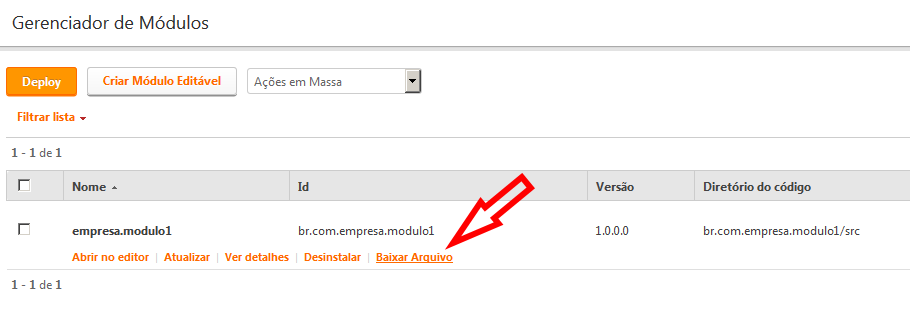 Gerenciador de Módulos
Deploy Criar Módulo Editável Ações em Massa
Filtrar lista
1 - 1 de 1
Nome Id Versão Diretório do código
empresa.modulo1 br.com.empresa.modulo1 1.0.0.0 br.com.empresa.modulo1/src
Abrir no editor | Atualizar | Ver detalhes | Desinstalar | Baixar Arquivo
1 - 1 de 1